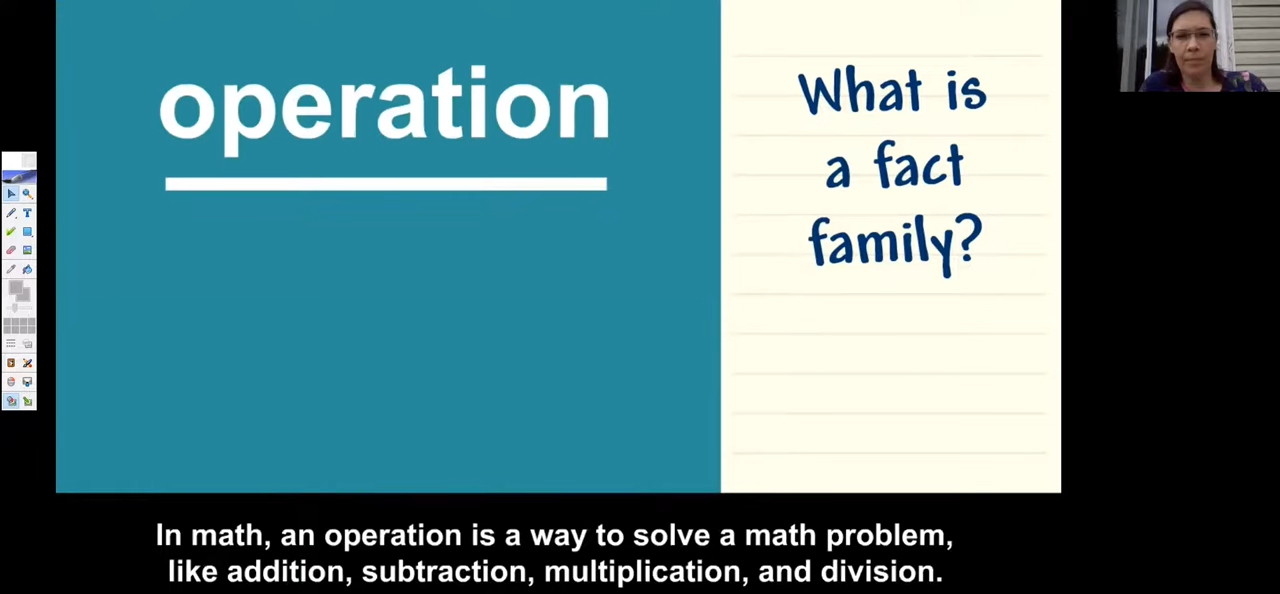 operation
What is
a fact
family?
In math, an operation is a way to solve a math problem,
like addition, subtraction, multiplication, and division.